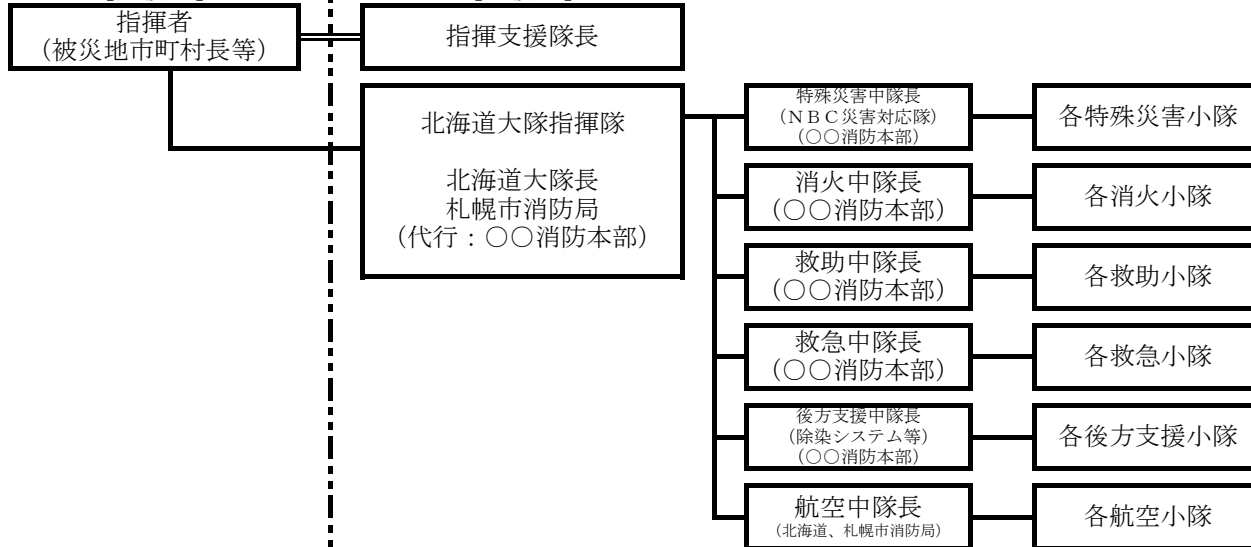 指揮者
(被災地市町村長等)
指揮支援隊長
北海道大隊指揮隊
北海道大隊長
札幌市消防局
(代行：○○消防本部)
特殊災害中隊長
(ＮＢＣ災害対応隊)
(○○消防本部)
各特殊災害小隊
消火中隊長
(○○消防本部)
各消火小隊
救助中隊長
(○○消防本部)
各救助小隊
救急中隊長
(○○消防本部)
各救急小隊
後方支援中隊長
(除染システム等)
(○○消防本部)
各後方支援小隊
航空中隊長
(北海道、札幌市消防局)
各航空小隊